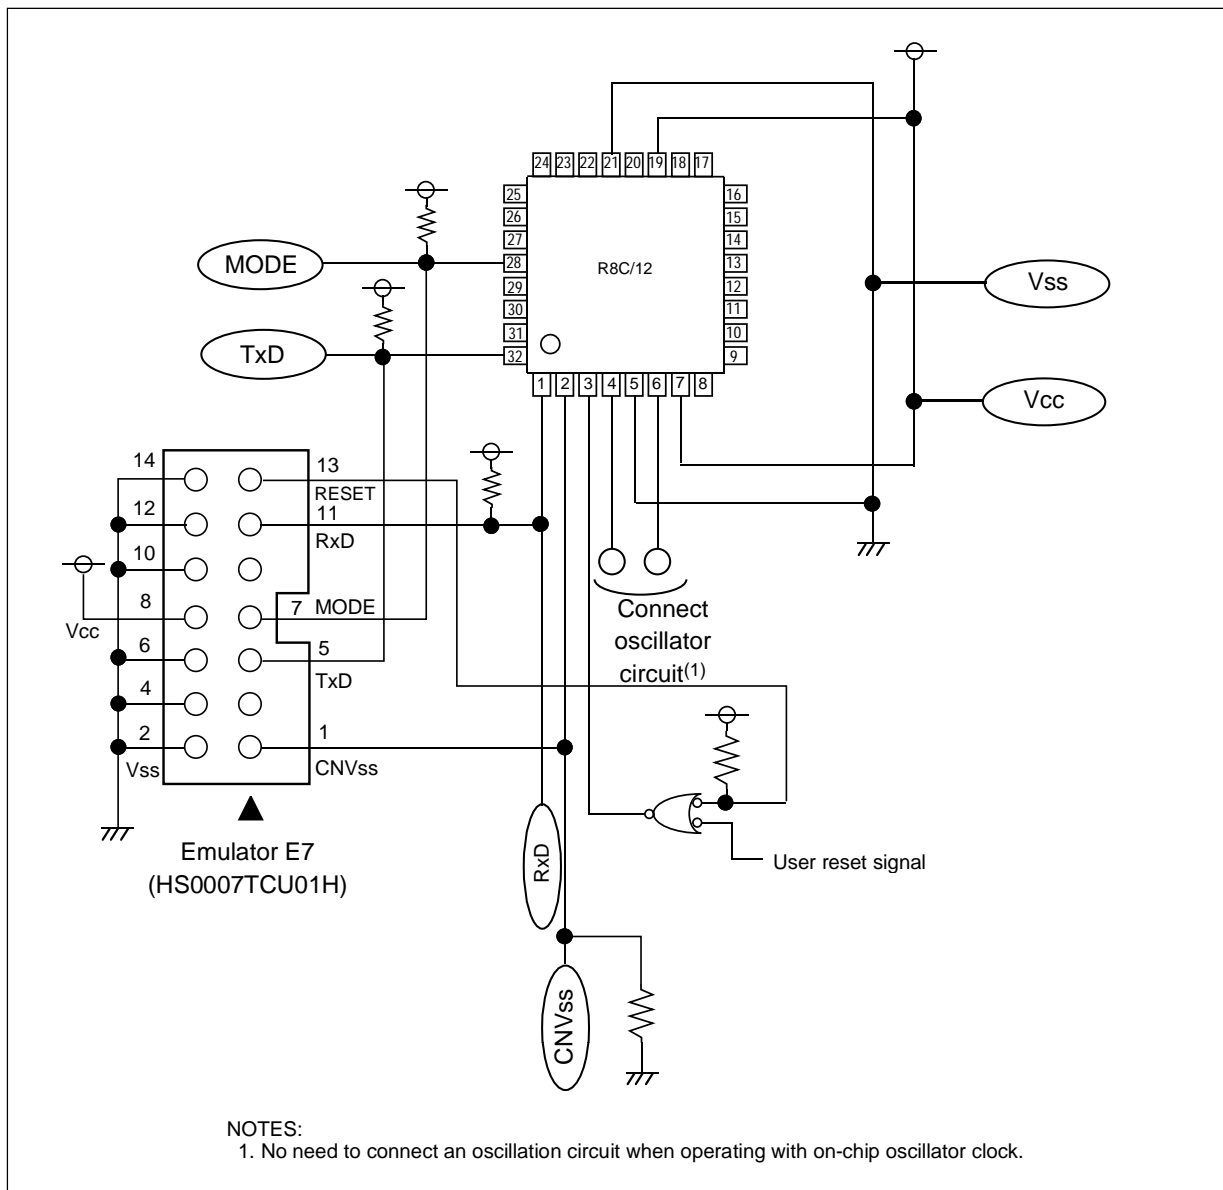 24 23 22 21 20 19 18 17
25
26
27
28
29
30
31
32
R8C/12
16
15
14
13
12
11
10
9
1 2 3 4 5 6 7 8
MODE
TxD
Vss
Vcc
14
12
10
8
Vcc
6
4
2
Vss
13
RESET
11
RxD
7 MODE
5
TxD
1
CNVss
Emulator E7
(HS0007TCU01H)
Connect
oscillator
circuit(1)
User reset signal
RxD
CNVss
NOTES:
1. No need to connect an oscillation circuit when operating with on-chip oscillator clock.